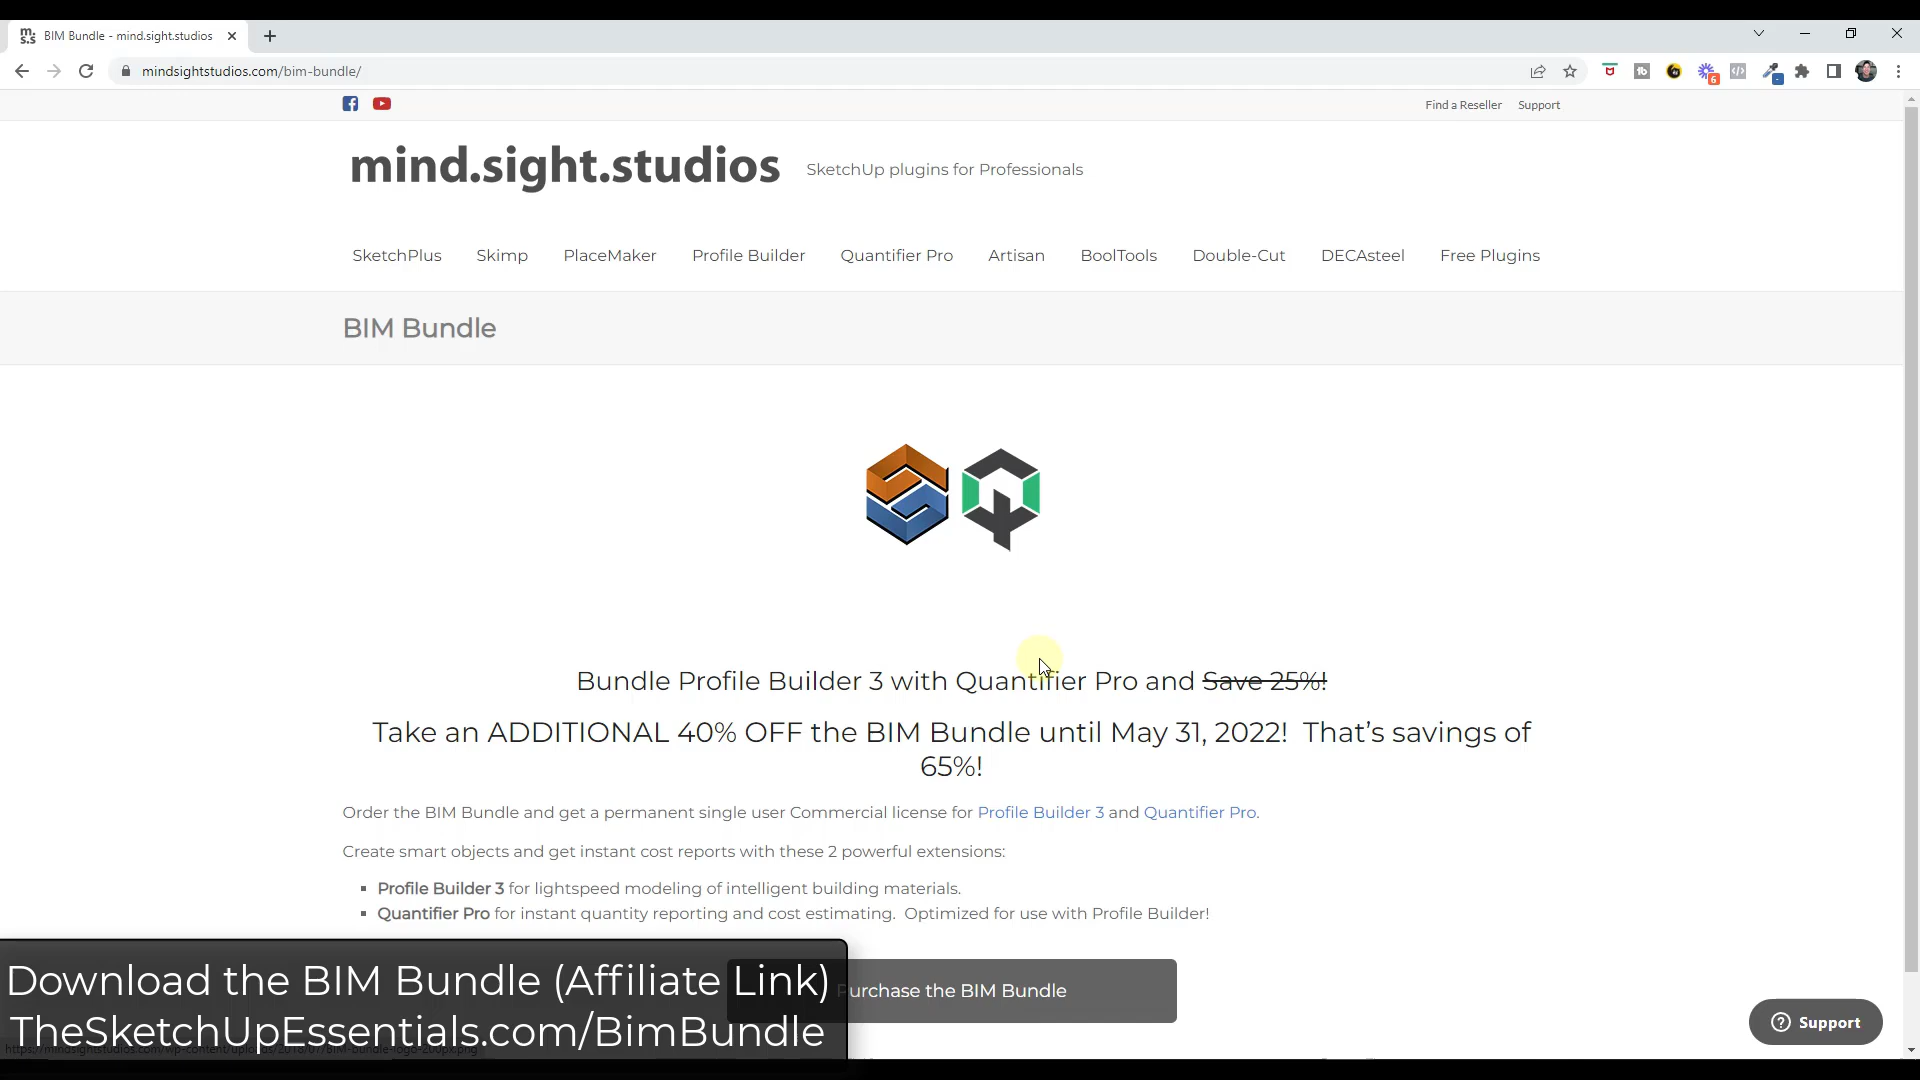 m.
s.s
BIM Bundle - mind.sight.studios
mindsightstudios.com/bim-bundle/
6
Find a Reseller
Support
mind.sight.studios
SketchUp plugins for Professionals
SketchPlus
Skimp
PlaceMaker
Profile Builder
Quantifier Pro
Artisan
BoolTools
Double-Cut
DECAsteel
Free Plugins
BIM Bundle
Bundle Profile Builder 3 with Quantifier Pro and Save 25%!
Take an ADDITIONAL 40% OFF the BIM Bundle until May 31, 2022! That’s savings of
65%!
Order the BIM Bundle and get a permanent single user Commercial license for Profile Builder 3 and Quantifier Pro.
Create smart objects and get instant cost reports with these 2 powerful extensions:
Profile Builder 3 for lightspeed modeling of intelligent building materials.
Quantifier Pro for instant quantity reporting and cost estimating. Optimized for use with Profile Builder!
Download the BIM Bundle (Affiliate Link)
urchase the BIM Bundle
TheSketchUpEssentials.com/BimBundle
Support